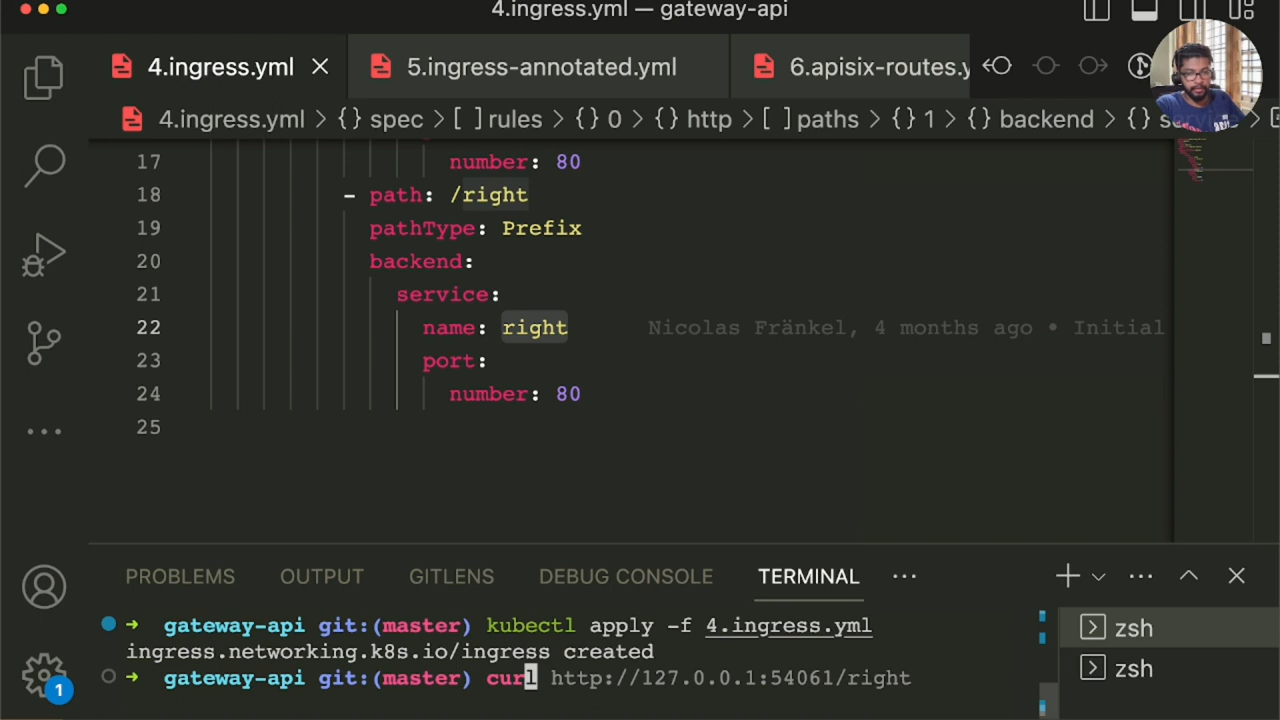 4.ingress.yml — gateway-api
4.ingress.yml
5.ingress-annotated.yml
6.apisix-routes.y
4.ingress.yml > {} spec > [ ] rules > {} 0 > {} http > [ ] paths > {} 1 > {} backend > {}
17 number: 80
18 - path: /right
19 pathType: Prefix
20 backend:
21 service:
22 name: right Nicolas Fränkel, 4 months ago • Initial
23 port:
24 number: 80
25
PROBLEMS OUTPUT GITLENS DEBUG CONSOLE TERMINAL ...
➜ gateway-api git:(master) kubectl apply -f 4.ingress.yml
ingress.networking.k8s.io/ingress created
➜ gateway-api git:(master) curl http://127.0.0.1:54061/right
zsh
zsh
1